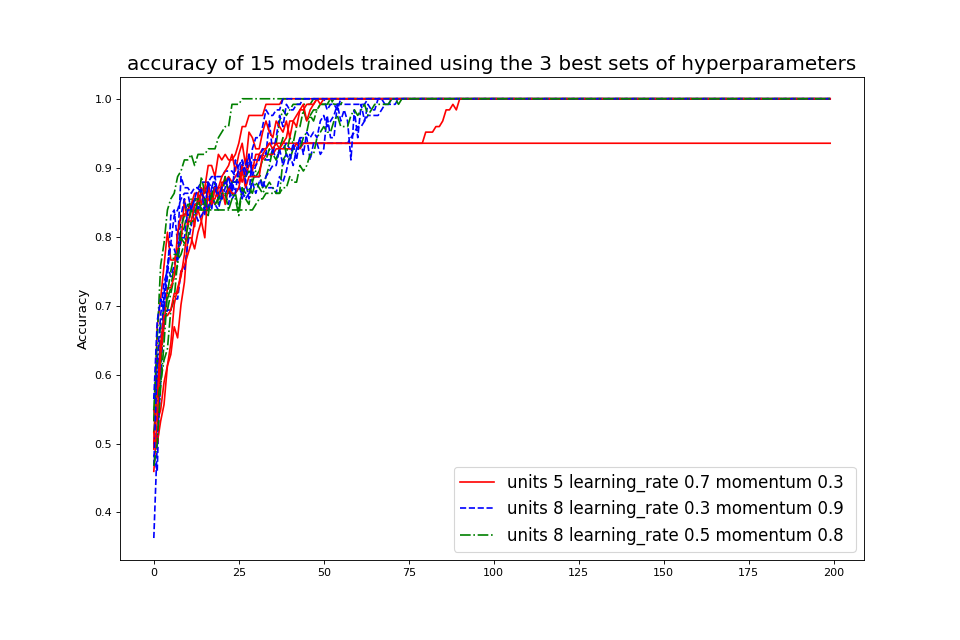 accuracy of 15 models trained using the 3 best sets of hyperparameters
1.0
0.9
0.8
0.7
0.6
0.5
0.4
Accuracy
units 5 learning_rate 0.7 momentum 0.3
units 8 learning_rate 0.3 momentum 0.9
units 8 learning_rate 0.5 momentum 0.8
0 25 50 75 100 125 150 175 200